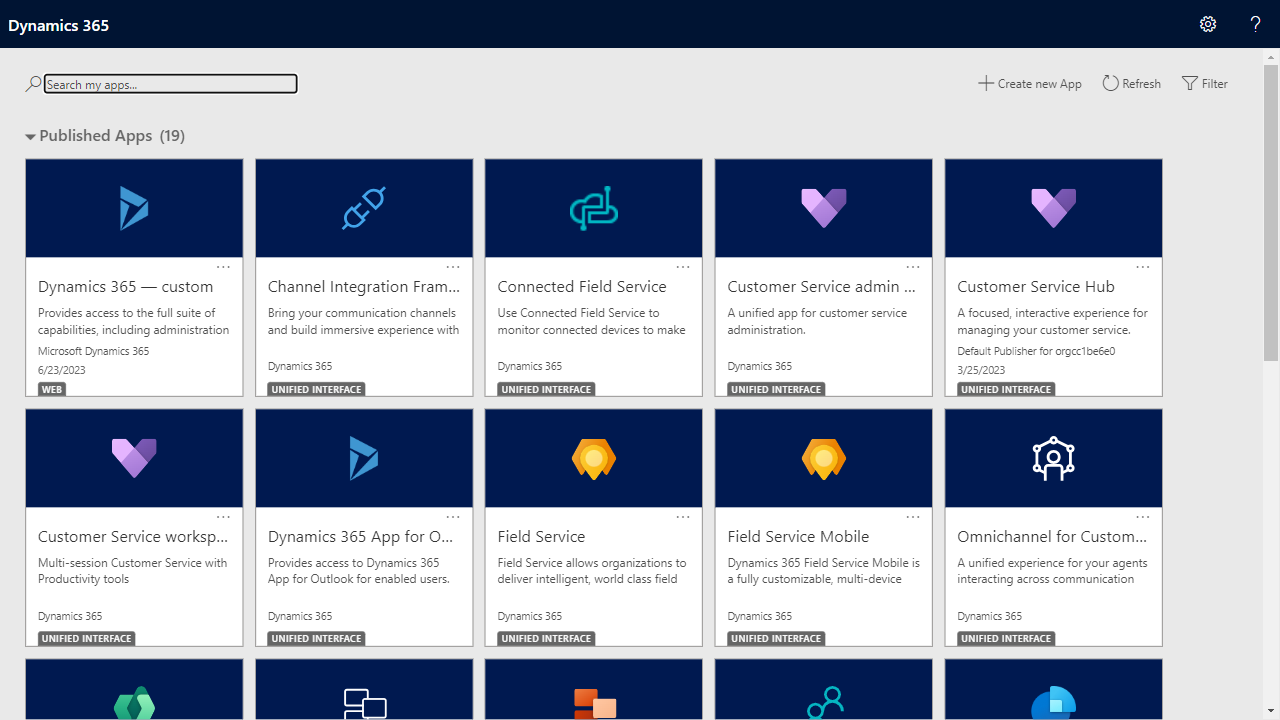 Dynamics 365
?
Search my apps...
Create new App
Refresh
Filter
Published Apps (19)
Dynamics 365 — custom
Provides access to the full suite of
capabilities, including administration
Microsoft Dynamics 365
6/23/2023
WEB
Channel Integration Fram...
Bring your communication channels
and build immersive experience with
Dynamics 365
UNIFIED INTERFACE
Connected Field Service
Use Connected Field Service to
monitor connected devices to make
Dynamics 365
UNIFIED INTERFACE
Customer Service admin ...
A unified app for customer service
administration.
Dynamics 365
UNIFIED INTERFACE
Customer Service Hub
A focused, interactive experience for
managing your customer service.
Default Publisher for orgcc1be6e0
3/25/2023
UNIFIED INTERFACE
Customer Service worksp...
Multi-session Customer Service with
Productivity tools
Dynamics 365
UNIFIED INTERFACE
Dynamics 365 App for O...
Provides access to Dynamics 365
App for Outlook for enabled users.
Dynamics 365
UNIFIED INTERFACE
Field Service
Field Service allows organizations to
deliver intelligent, world class field
Dynamics 365
UNIFIED INTERFACE
Field Service Mobile
Dynamics 365 Field Service Mobile is
a fully customizable, multi-device
Dynamics 365
UNIFIED INTERFACE
Omnichannel for Custom...
A unified experience for your agents
interacting across communication
Dynamics 365
UNIFIED INTERFACE